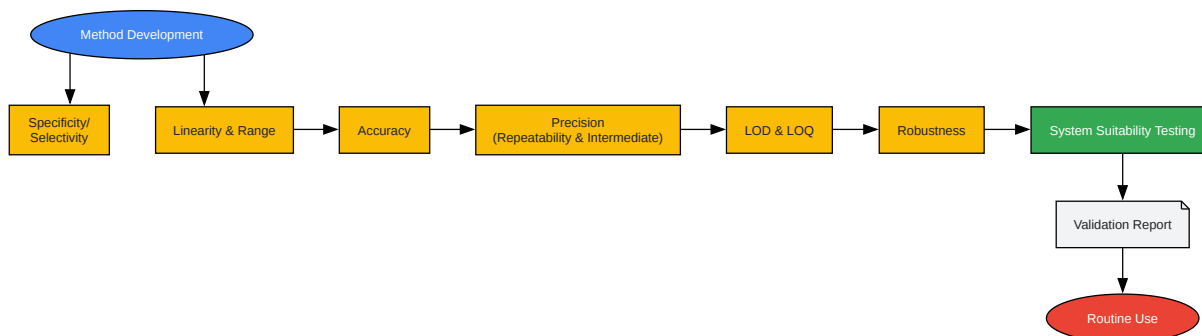 Method Development
Specificity/
Selectivity
Linearity & Range
Accuracy
Precision
(Repeatability & Intermediate)
LOD & LOQ
Robustness
System Suitability Testing
Validation Report
Routine Use